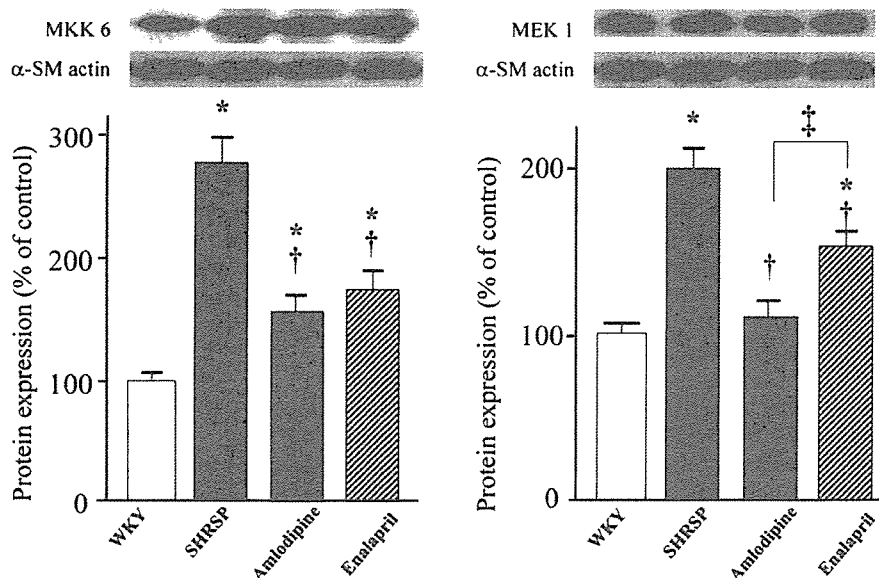 MKK 6
α-SM actin
Protein expression (% of control)
300
200
100
0
*
*
†
*
†
WKY
SHRSP
Amlodipine
Enalapril
MEK 1
α-SM actin
Protein expression (% of control)
200
100
0
*
†
‡
*
†
WKY
SHRSP
Amlodipine
Enalapril